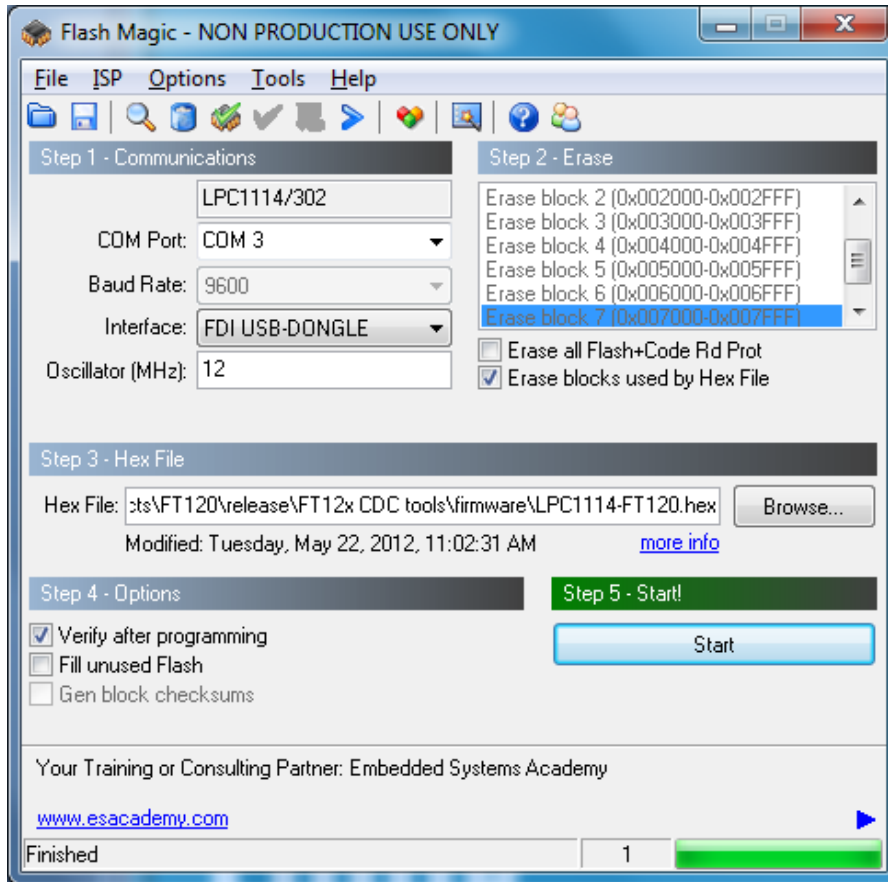 Flash Magic - NON PRODUCTION USE ONLY
File ISP Options Tools Help
Step 1 - Communications
LPC1114/302
COM Port: COM 3
Baud Rate: 9600
Interface: FDI USB-DONGLE
Oscillator (MHz): 12
Step 2 - Erase
Erase block 2 (0x002000-0x002FFF)
Erase block 3 (0x003000-0x003FFF)
Erase block 4 (0x004000-0x004FFF)
Erase block 5 (0x005000-0x005FFF)
Erase block 6 (0x006000-0x006FFF)
Erase block 7 (0x007000-0x007FFF)
Erase all Flash+Code Rd Prot
Erase blocks used by Hex File
Step 3 - Hex File
Hex File: cts\FT120\release\FT12x CDC tools\firmware\LPC1114-FT120.hex Browse...
Modified: Tuesday, May 22, 2012, 11:02:31 AM more info
Step 4 - Options
Verify after programming
Fill unused Flash
Gen block checksums
Step 5 - Start!
Start
Your Training or Consulting Partner: Embedded Systems Academy
www.esacademy.com
Finished 1